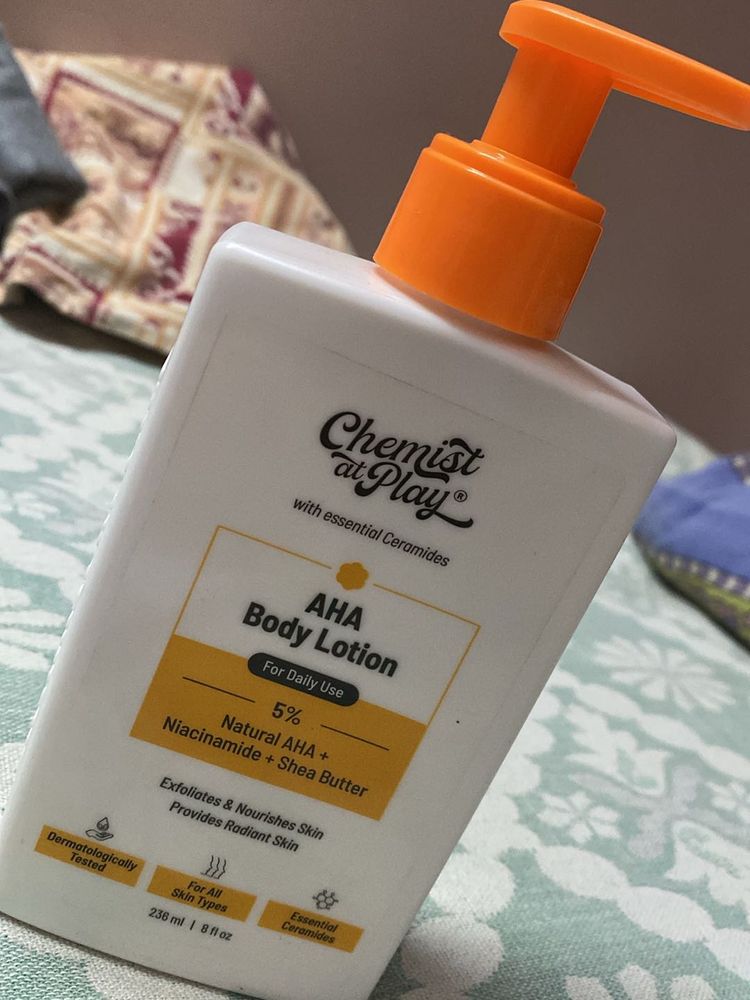 Chemist
at Play®
with essential Ceramides
AHA
Body Lotion
For Daily Use
5%
Natural AHA +
Niacinamide + Shea Butter
Exfoliates & Nourishes Skin
Provides Radiant Skin
Dermatologically
Tested
For All
Skin Types
Essential
Ceramides
236 ml | 8 fl oz